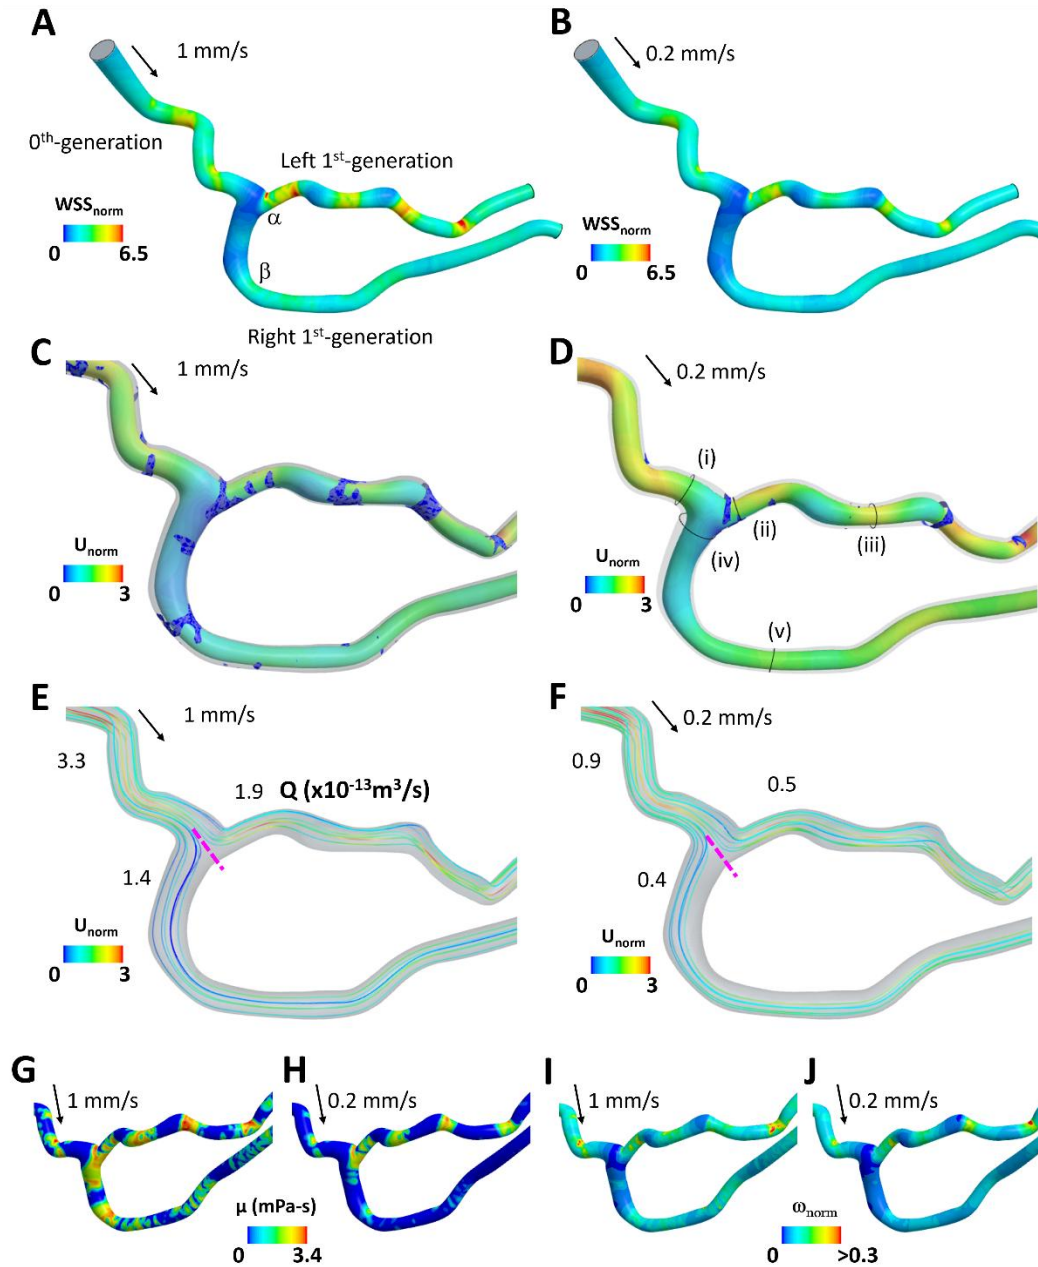 A
1 mm/s
0th-generation
Left 1st-generation
WSSnorm
0 6.5
α
β
Right 1st-generation
B
0.2 mm/s
WSSnorm
0 6.5
C
1 mm/s
Unorm
0 3
D
0.2 mm/s
(i)
(ii)
(iii)
(iv)
(v)
Unorm
0 3
E
1 mm/s
3.3
1.9 Q (x10-13m3/s)
1.4
Unorm
0 3
F
0.2 mm/s
0.9
0.5
0.4
Unorm
0 3
G
1 mm/s
H
0.2 mm/s
μ (mPa-s)
0 3.4
I
1 mm/s
J
0.2 mm/s
ωnorm
0 >0.3